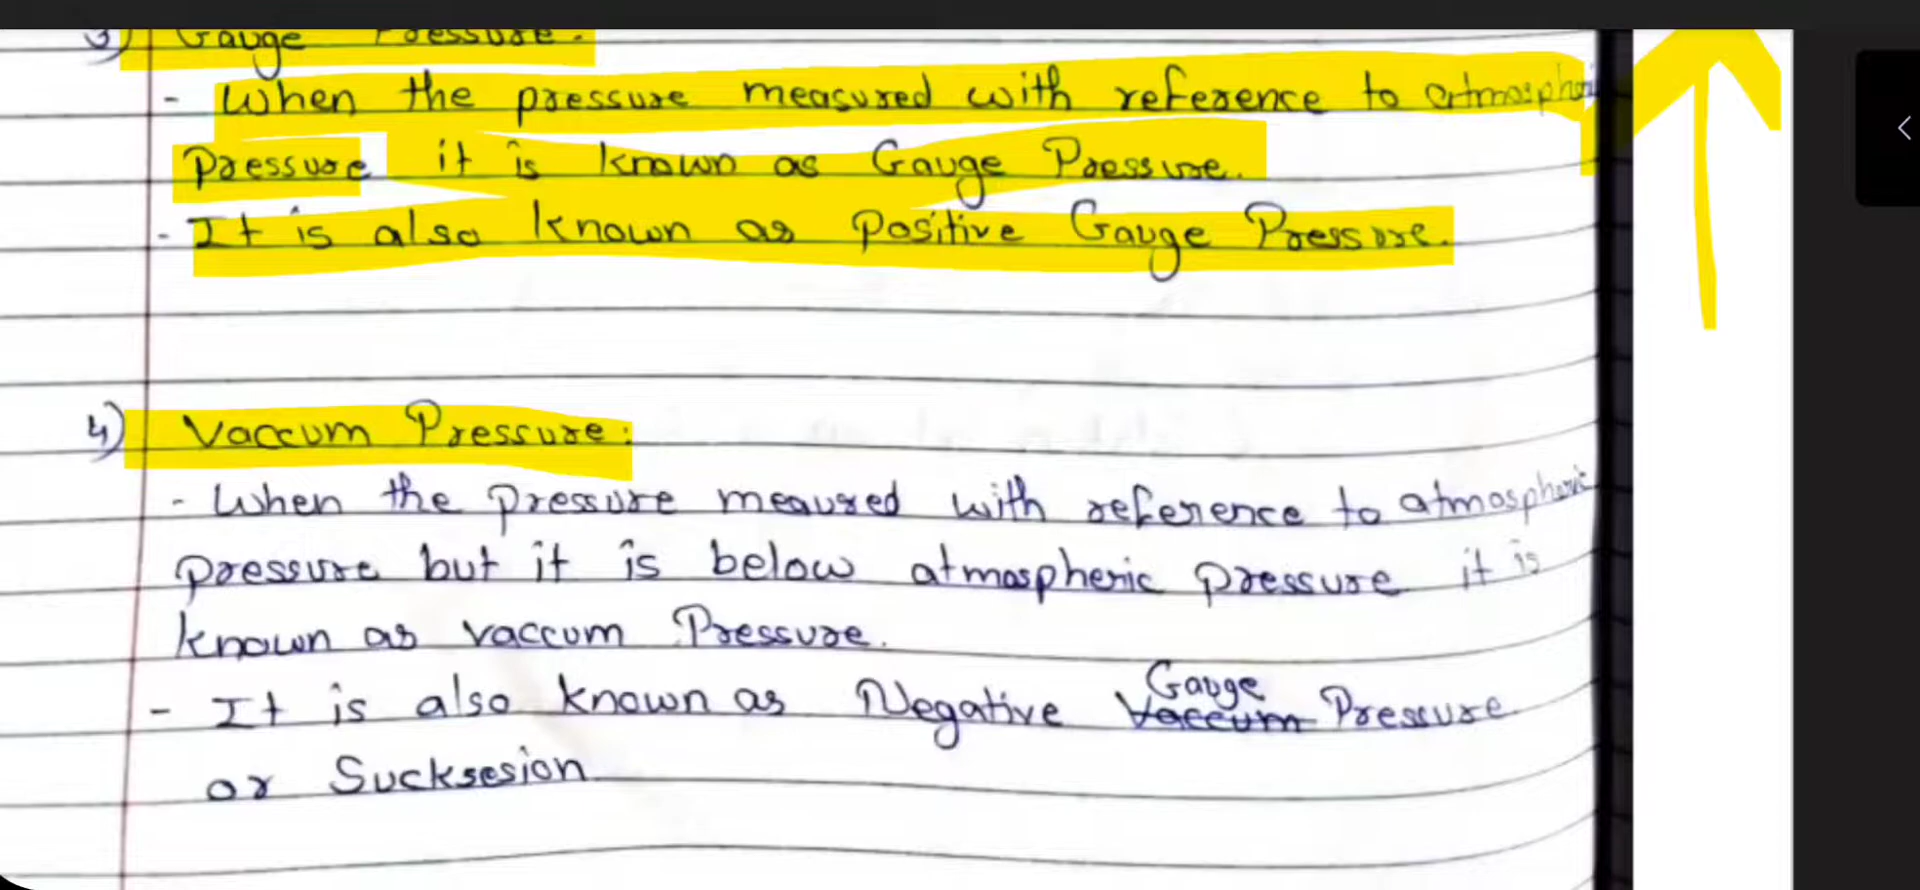 3) Gauge Pressure.
- When the pressure measured with reference to atmospheric
Pressure it is known as Gauge Pressure.
- It is also known as Positive Gauge Pressure.
4) Vaccum Pressure:
- When the pressure meaured with reference to atmospheric
pressure but it is below atmospheric pressure it is
known as vaccum Pressure.
- It is also known as Negative Vaccum Gauge Pressure
or Sucksesion